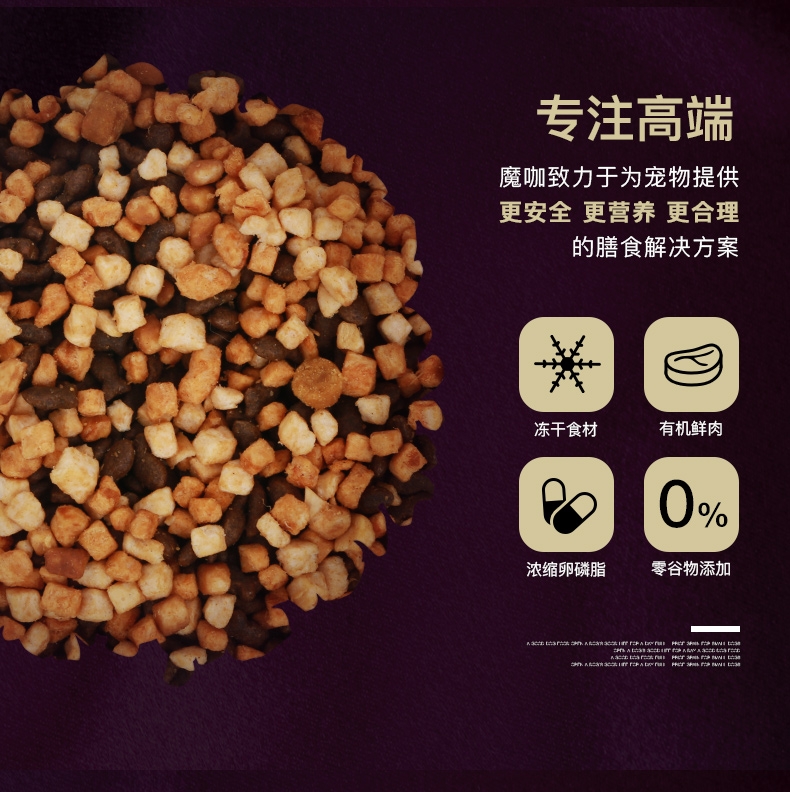 专注高端
魔咖致力于为宠物提供
更安全 更营养 更合理
的膳食解决方案
冻干食材
有机鲜肉
0%
浓缩卵磷脂
零谷物添加